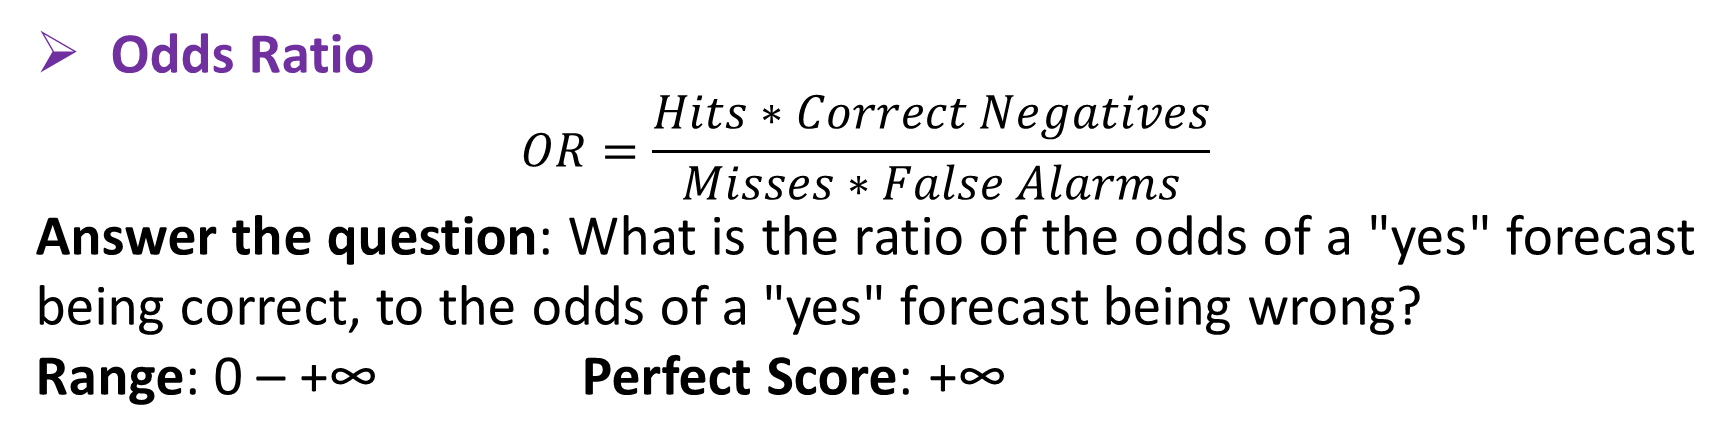 ➢ Odds Ratio
OR = \frac{Hits * Correct Negatives}{Misses * False Alarms}
Answer the question: What is the ratio of the odds of a "yes" forecast
being correct, to the odds of a "yes" forecast being wrong?
Range: 0 – +∞ Perfect Score: +∞